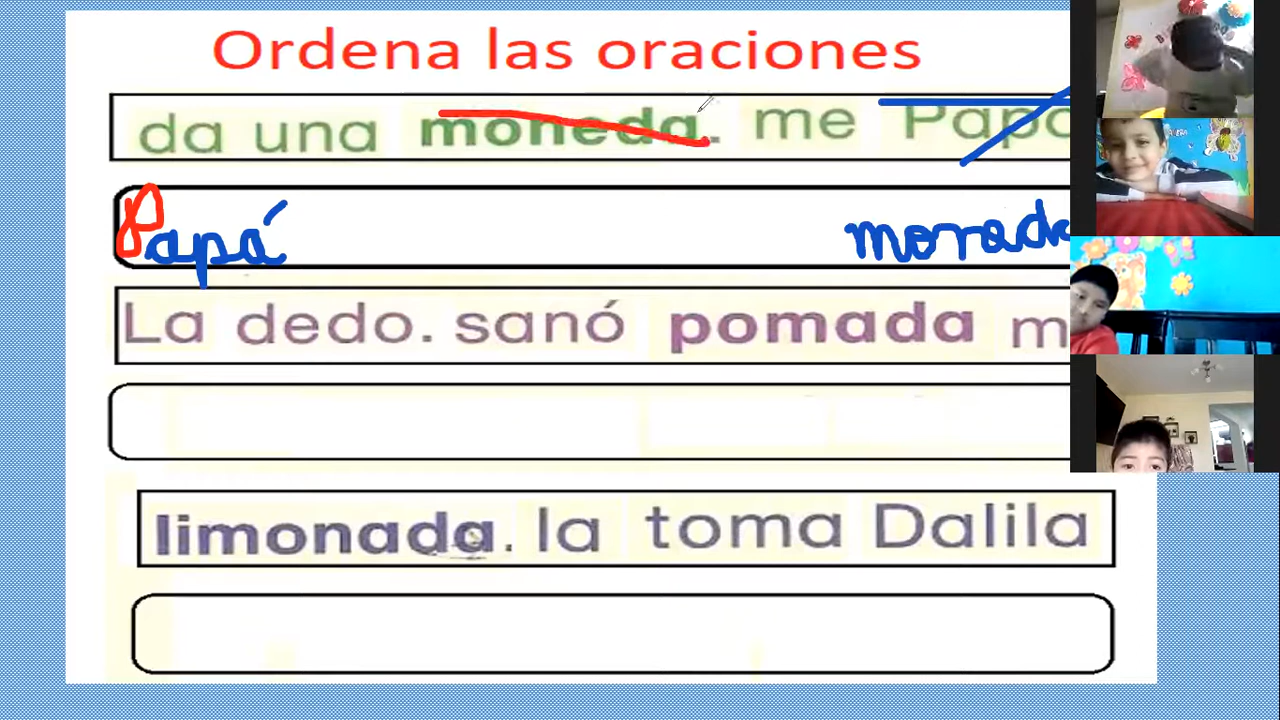 Ordena las oraciones
da una moneda. me Papá
Papá morada
La dedo. sanó pomada m
limonada. la toma Dalila